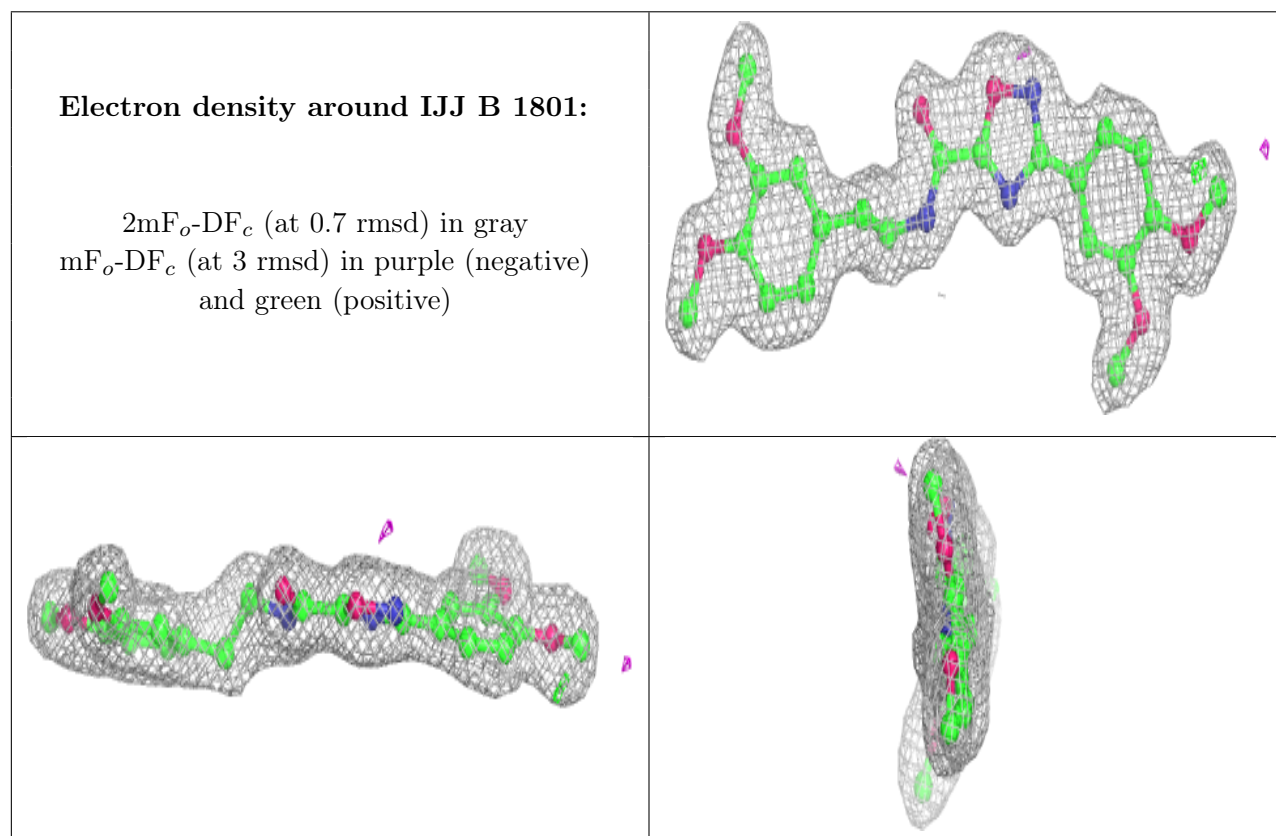 Electron density around IJJ B 1801:
2mFₒ-DF𝒸 (at 0.7 rmsd) in gray
mFₒ-DF𝒸 (at 3 rmsd) in purple (negative)
and green (positive)